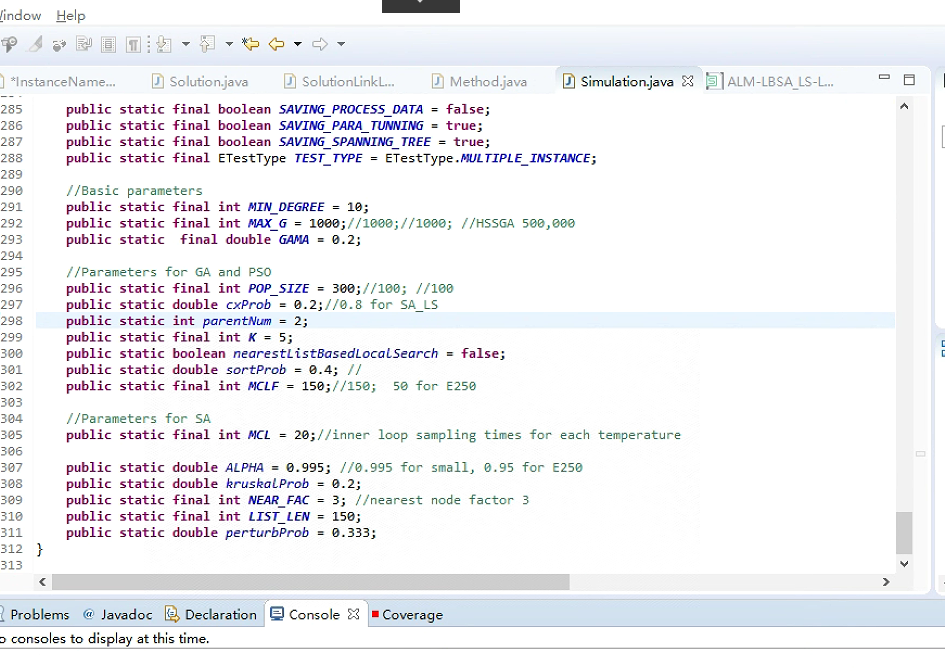 Window Help
*InstanceName... Solution.java SolutionLinkL... Method.java Simulation.java ALM-LBSA_LS-L...
285 public static final boolean SAVING_PROCESS_DATA = false;
286 public static final boolean SAVING_PARA_TUNNING = true;
287 public static final boolean SAVING_SPANNING_TREE = true;
288 public static final ETestType TEST_TYPE = ETestType.MULTIPLE_INSTANCE;
289
290 //Basic parameters
291 public static final int MIN_DEGREE = 10;
292 public static final int MAX_G = 1000;//1000;//1000; //HSSGA 500,000
293 public static  final double GAMA = 0.2;
294
295 //Parameters for GA and PSO
296 public static final int POP_SIZE = 300;//100; //100
297 public static double cxProb = 0.2;//0.8 for SA_LS
298 public static int parentNum = 2;
299 public static final int K = 5;
300 public static boolean nearestListBasedLocalSearch = false;
301 public static double sortProb = 0.4; //
302 public static final int MCLF = 150;//150;  50 for E250
303
304 //Parameters for SA
305 public static final int MCL = 20;//inner loop sampling times for each temperature
306
307 public static double ALPHA = 0.995; //0.995 for small, 0.95 for E250
308 public static double kruskalProb = 0.2;
309 public static final int NEAR_FAC = 3; //nearest node factor 3
310 public static final int LIST_LEN = 150;
311 public static double perturbProb = 0.333;
312 }
313
Problems @ Javadoc Declaration Console Coverage
o consoles to display at this time.